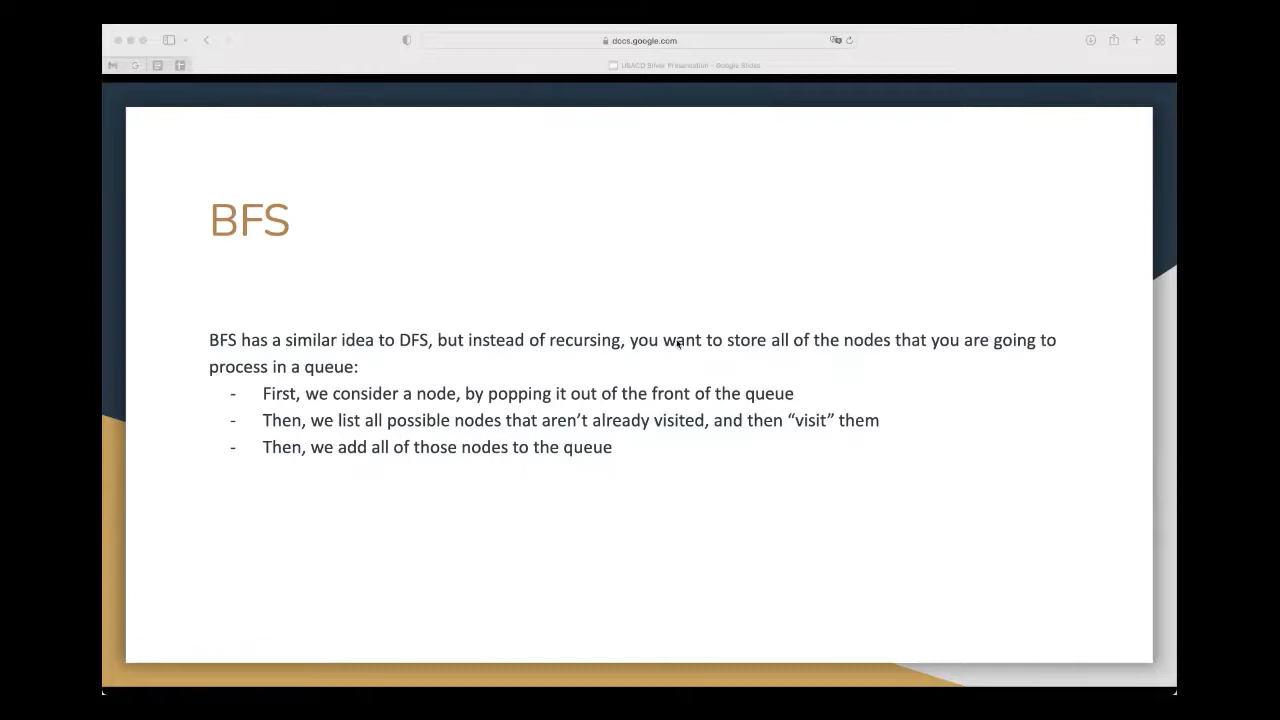 docs.google.com
USACO Silver Presentation - Google Slides
BFS
BFS has a similar idea to DFS, but instead of recursing, you want to store all of the nodes that you are going to
process in a queue:
- First, we consider a node, by popping it out of the front of the queue
- Then, we list all possible nodes that aren’t already visited, and then “visit” them
- Then, we add all of those nodes to the queue